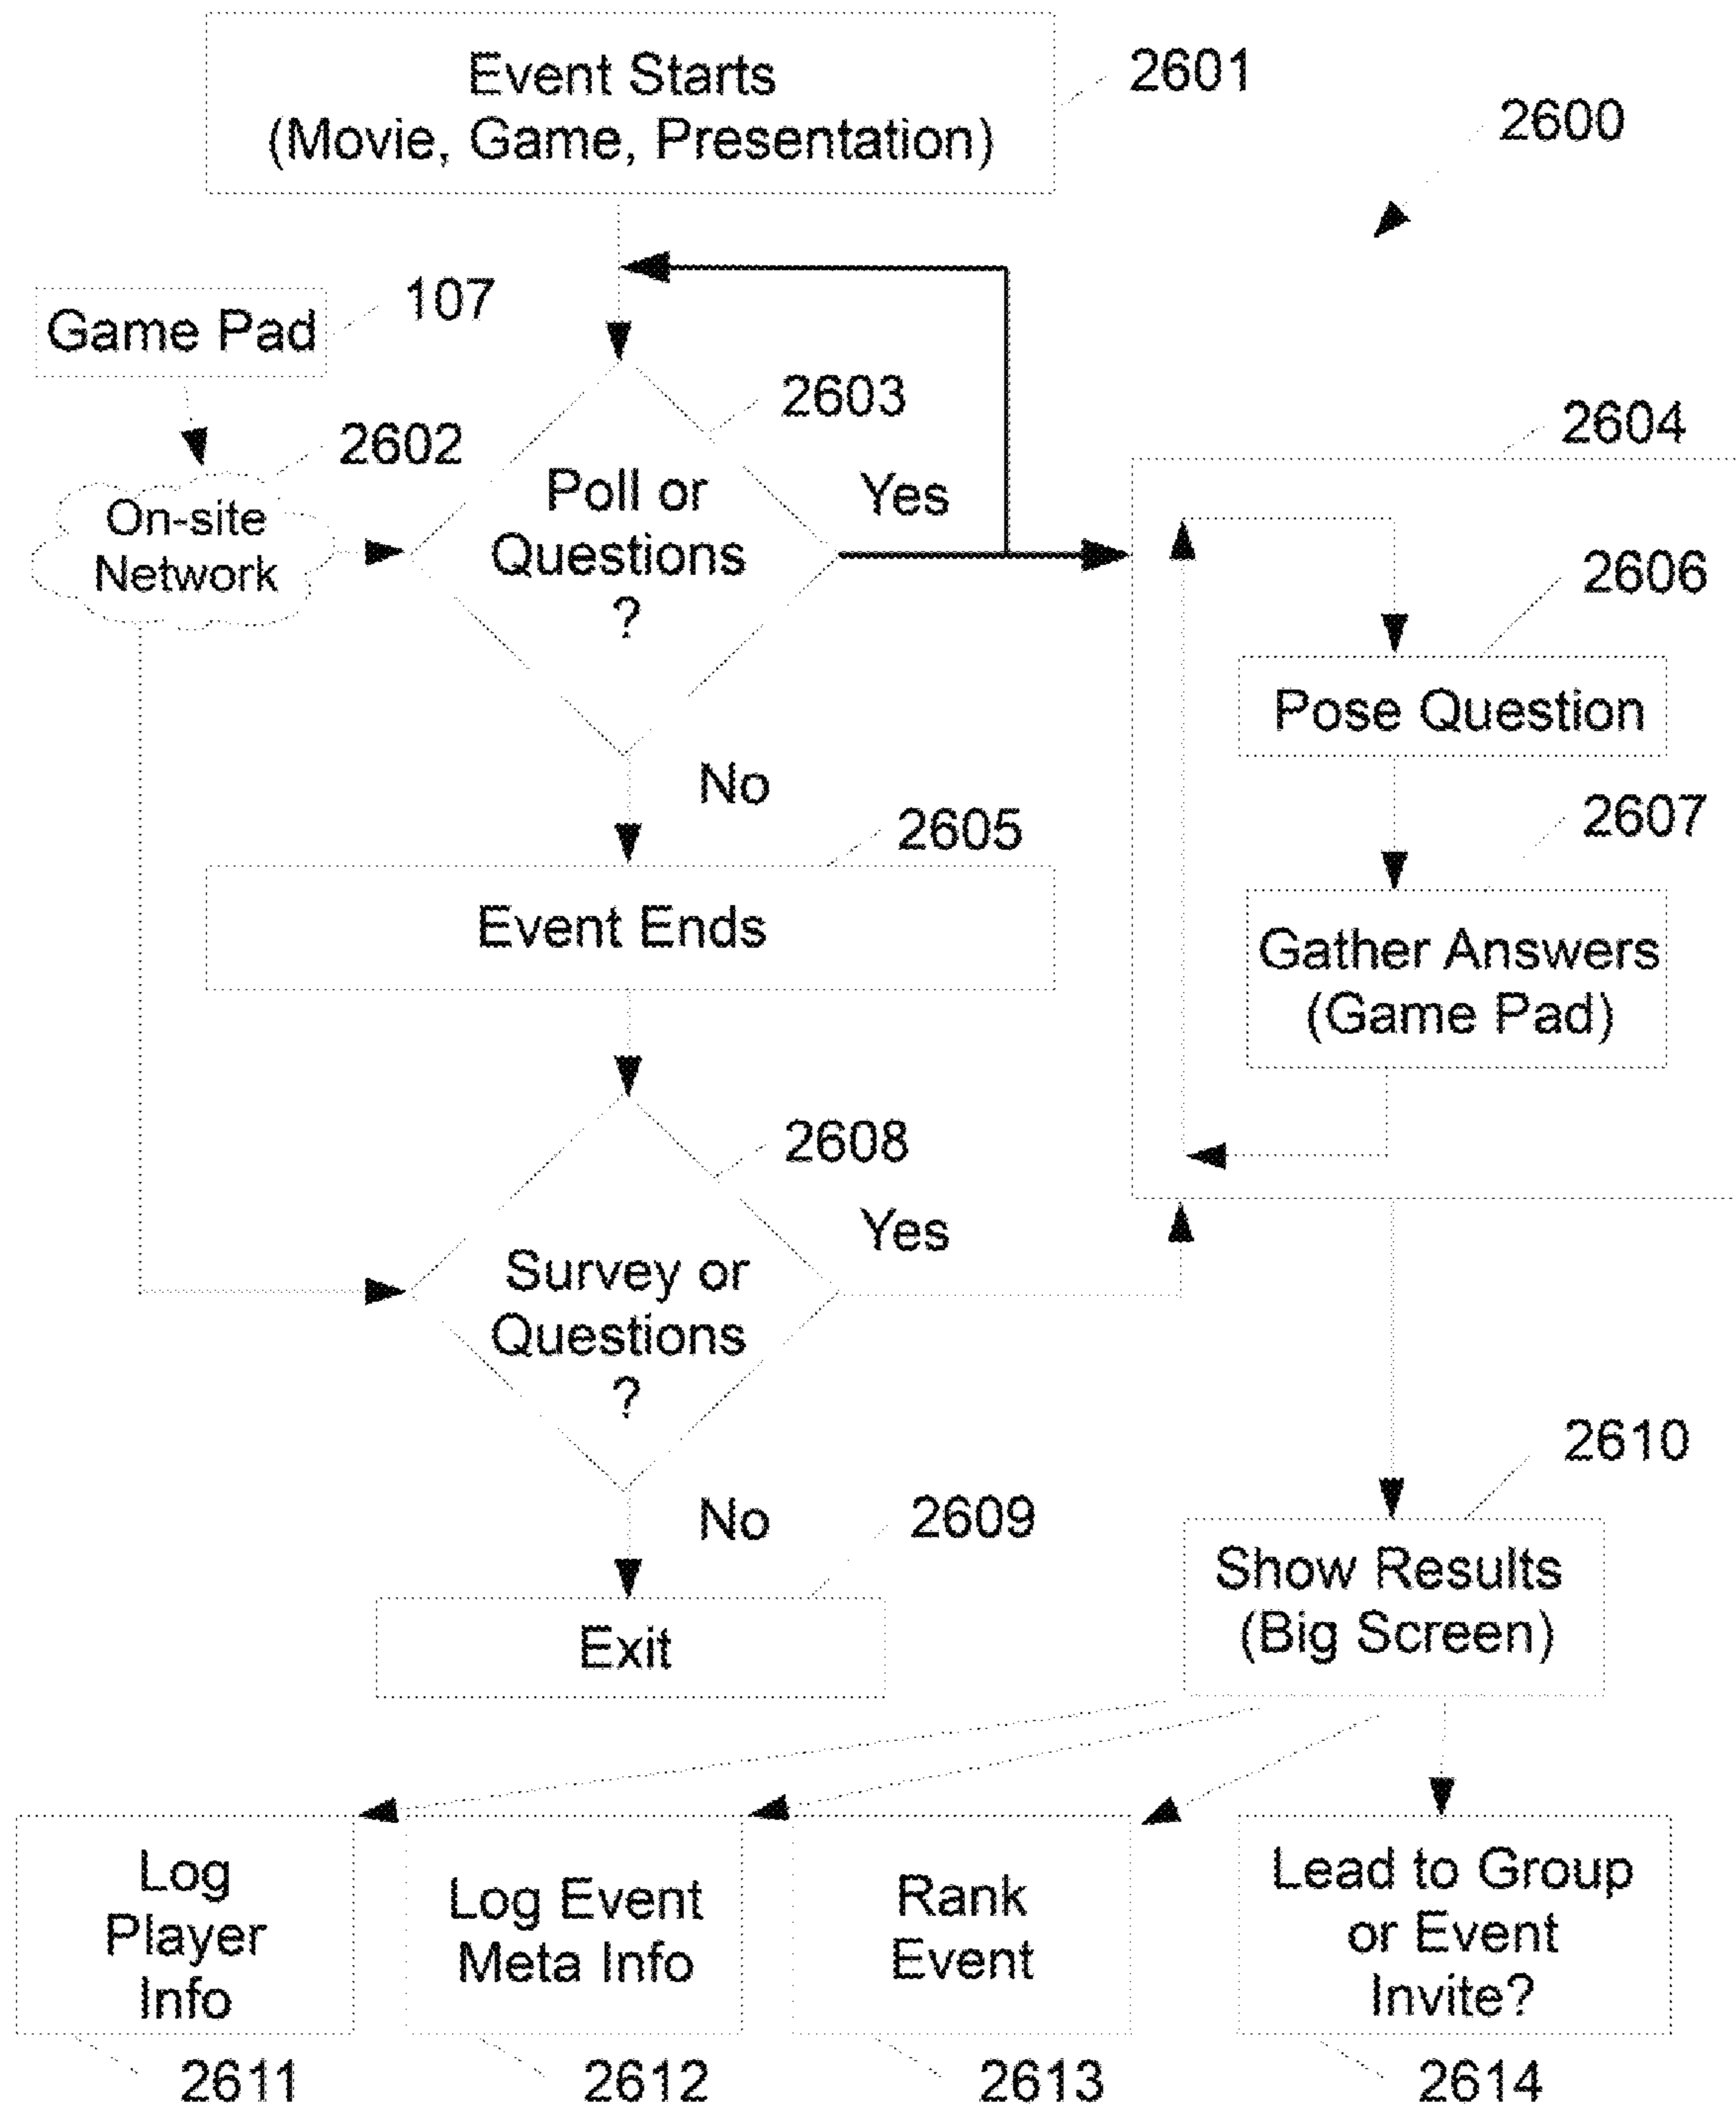 Event Starts
(Movie, Game, Presentation)
2601
2600
Game Pad
107
2602
On-site
Network
2603
Poll or
Questions
?
Yes
2604
2606
Pose Question
2607
Gather Answers
(Game Pad)
No
2605
Event Ends
2608
Survey or
Questions
?
Yes
No
2609
Exit
2610
Show Results
(Big Screen)
Log
Player
Info
Log Event
Meta Info
Rank
Event
Lead to Group
or Event
Invite?
2611
2612
2613
2614